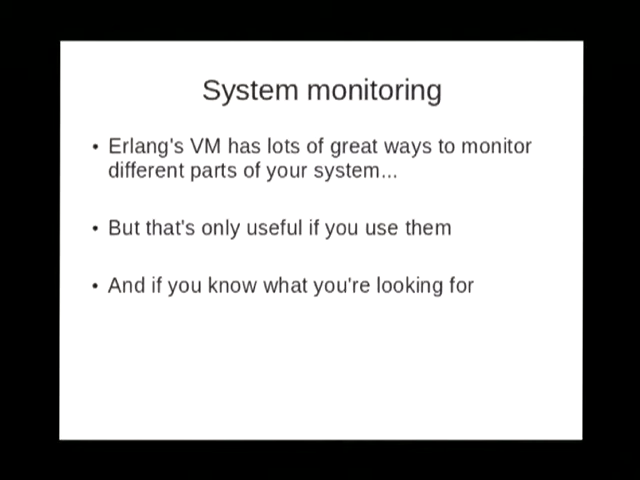 System monitoring
• Erlang's VM has lots of great ways to monitor
different parts of your system...
• But that's only useful if you use them
• And if you know what you're looking for